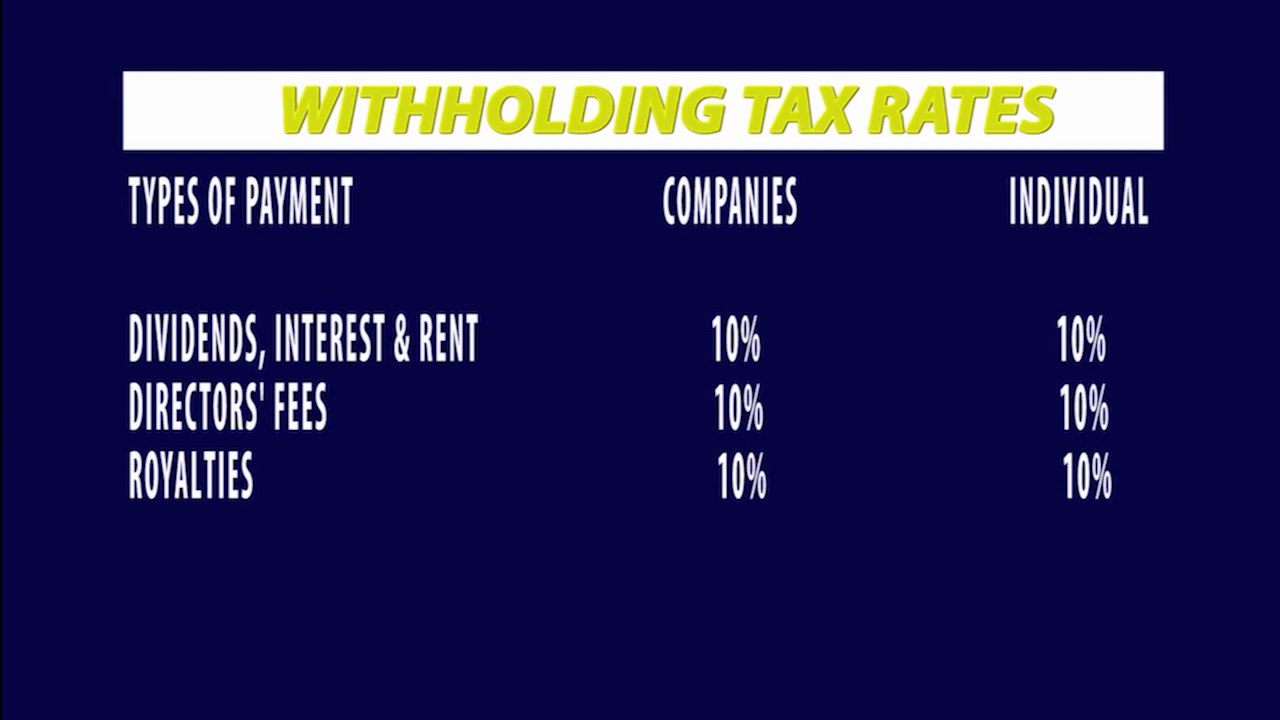 WITHHOLDING TAX RATES
TYPES OF PAYMENT COMPANIES INDIVIDUAL
DIVIDENDS, INTEREST & RENT 10% 10%
DIRECTORS' FEES 10% 10%
ROYALTIES 10% 10%